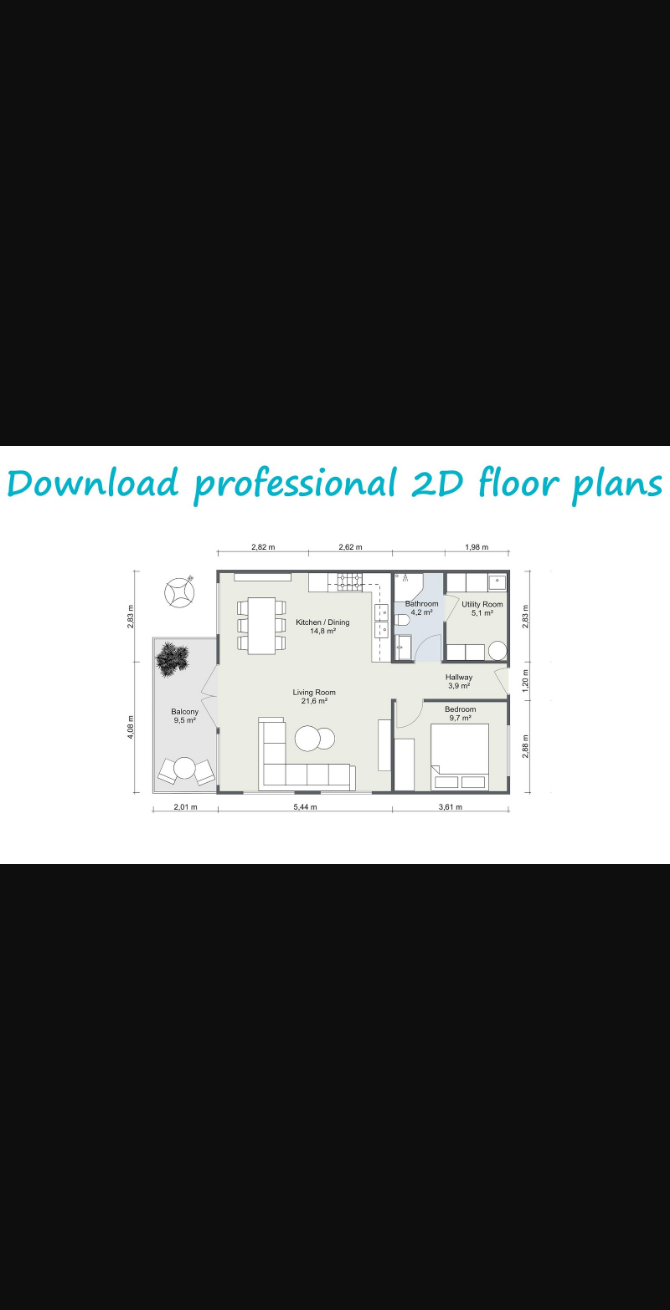 Download professional 2D floor plans
2,82 m
2,62 m
1,98 m
2,83 m
Kitchen / Dining
14,8 m²
Bathroom
4,2 m²
Utility Room
5,1 m²
2,83 m
Hallway
3,9 m²
1,20 m
Living Room
21,6 m²
Bedroom
9,7 m²
Balcony
9,5 m²
4,08 m
2,88 m
2,01 m
5,44 m
3,61 m